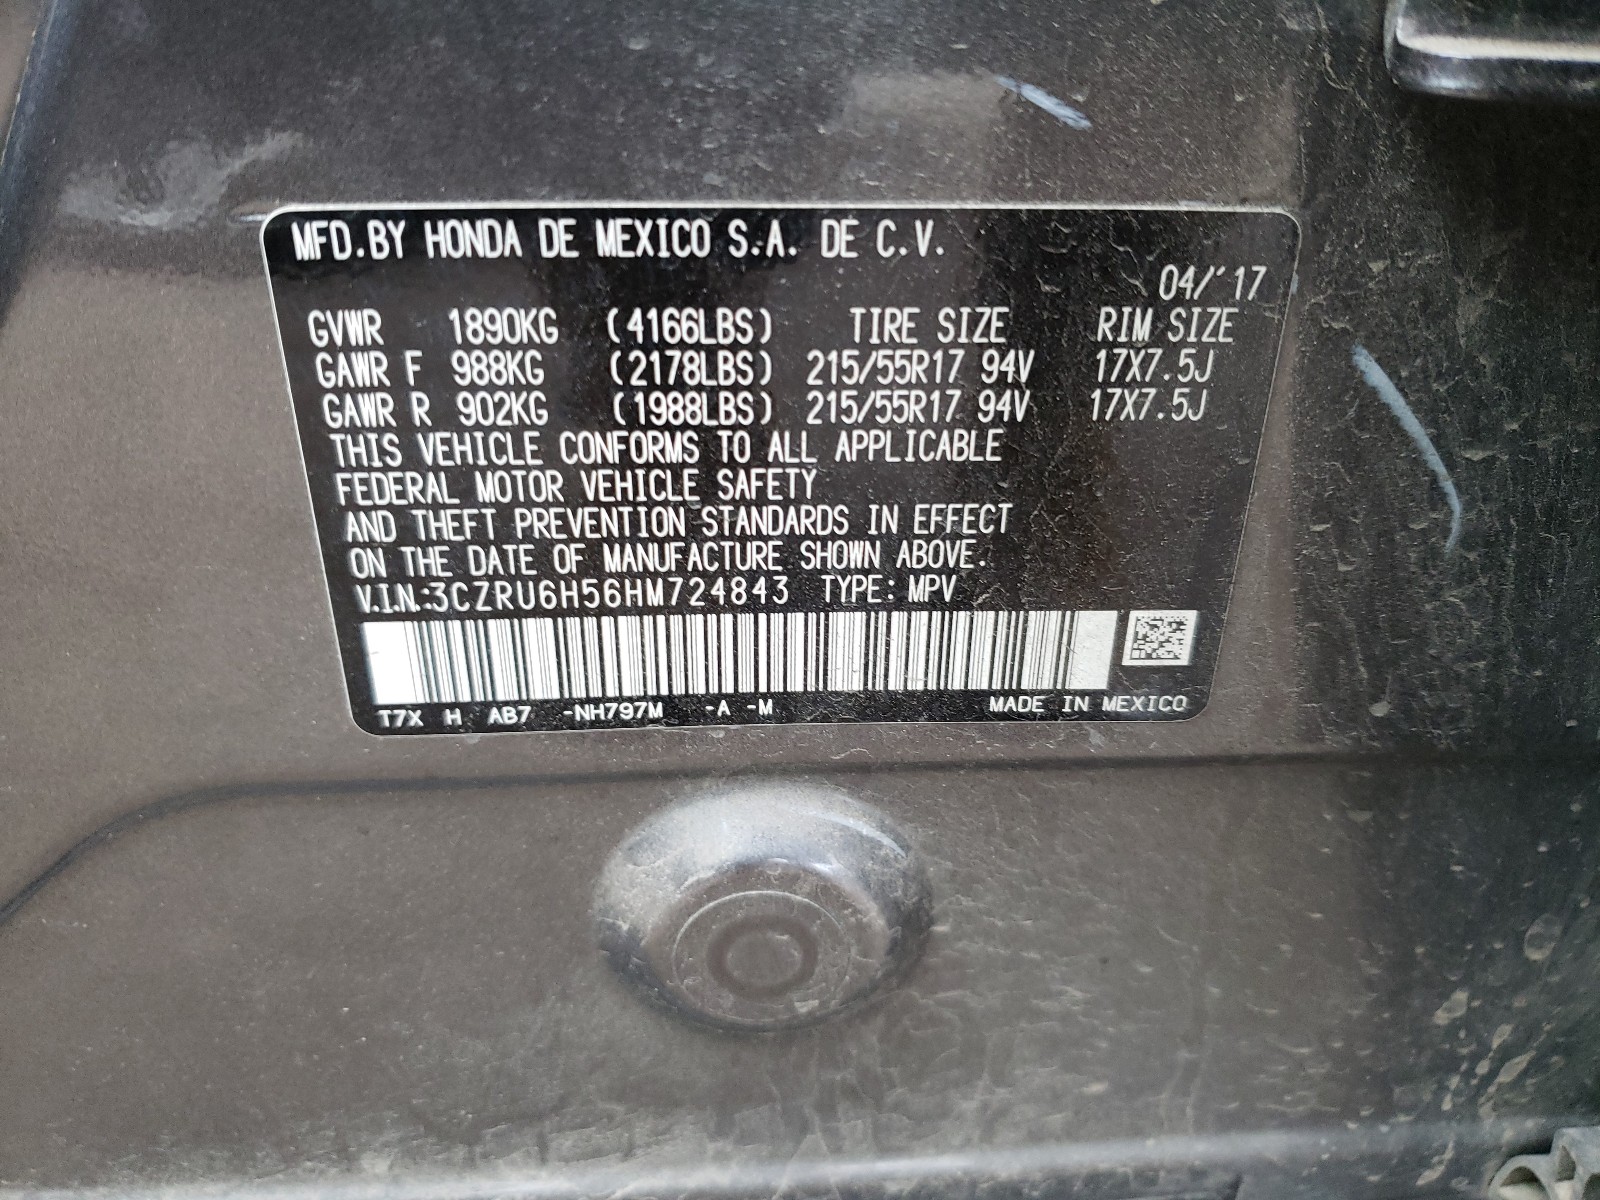 MFD.BY HONDA DE MEXICO S.A. DE C.V.
04/'17
GVWR 1890KG (4166LBS) TIRE SIZE RIM SIZE
GAWR F 988KG (2178LBS) 215/55R17 94V 17X7.5J
GAWR R 902KG (1988LBS) 215/55R17 94V 17X7.5J
THIS VEHICLE CONFORMS TO ALL APPLICABLE
FEDERAL MOTOR VEHICLE SAFETY
AND THEFT PREVENTION STANDARDS IN EFFECT
ON THE DATE OF MANUFACTURE SHOWN ABOVE.
V.I.N.:3CZRU6H56HM724843 TYPE: MPV
T7X H AB7 -NH797M -A -M MADE IN MEXICO